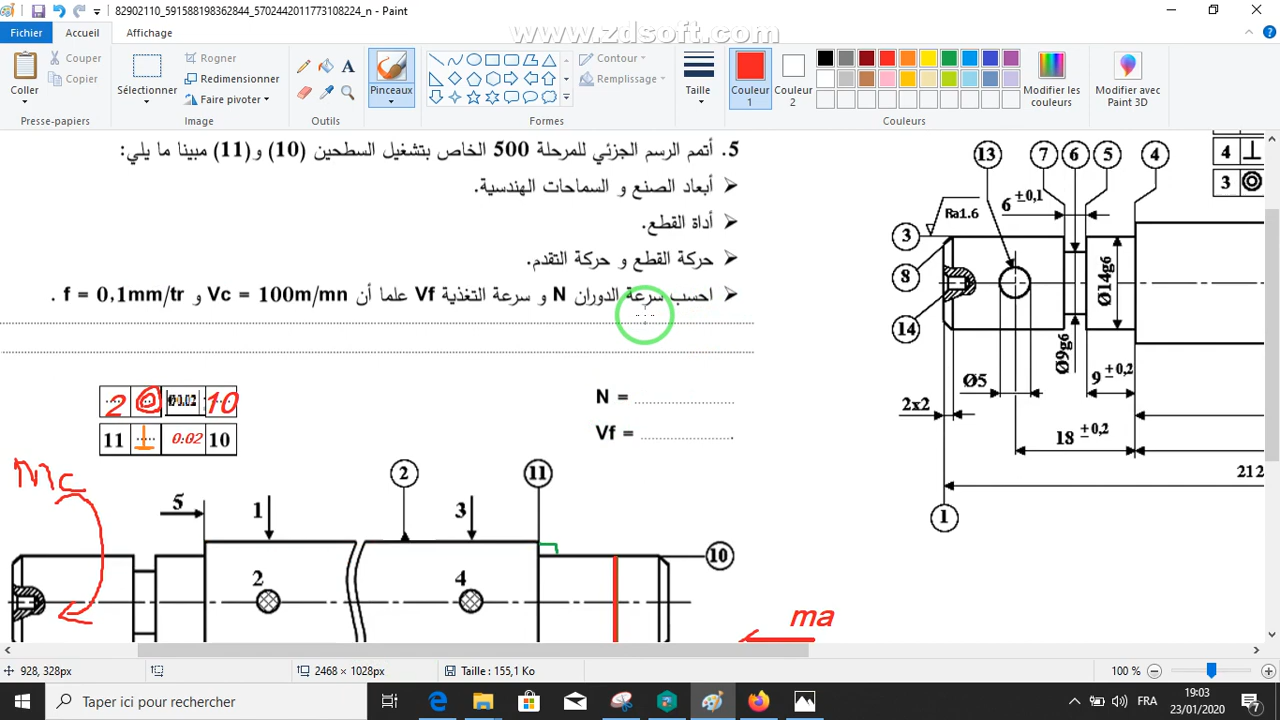 82902110_591588198362844_5702442011773108224_n - Paint
www.zdsoft.com
Fichier
Accueil
Affichage
Coller
Couper
Copier
Presse-papiers
Sélectionner
Rogner
Redimensionner
Faire pivoter
Image
Outils
Pinceaux
Formes
Contour
Remplissage
Taille
Couleur 1
Couleur 2
Modifier les couleurs
Modifier avec Paint 3D
Couleurs
5. أتمم الرسم الجزئي للمرحلة 500 الخاص بتشغيل السطحين (10) و(11) مبينا ما يلي:
أبعاد الصنع و السماحات الهندسية.
أداة القطع.
حركة القطع و حركة التقدم.
احسب سرعة الدوران N و سرعة التغذية Vf علما أن Vc = 100m/mn و f = 0,1mm/tr .
N =
Vf = .
2 10
11 ⊥ 0:02 10
Mc
5
1
2
2
3
4
11
10
ma
4 ⊥
3 ◎
13
7
6
5
4
6 ±0,1
Ra1.6
3
8
14
Ø14g6
Ø9g6
Ø5
9 ±0,2
2x2
18 ±0,2
212
1
928, 328px
2468 × 1028px
Taille : 155,1 Ko
100 %
Taper ici pour rechercher
FRA
19:03
23/01/2020
7